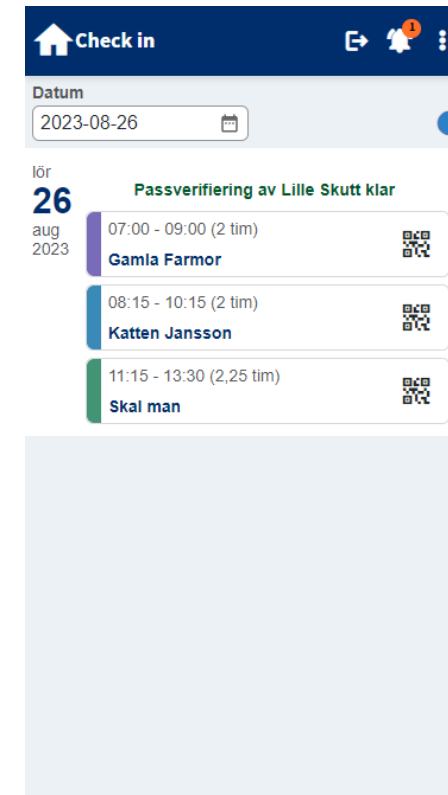 Check in
1
Datum
2023-08-26
lör
26
aug
2023
Passverifiering av Lille Skutt klar
07:00 - 09:00 (2 tim)
Gamla Farmor
08:15 - 10:15 (2 tim)
Katten Jansson
11:15 - 13:30 (2,25 tim)
Skal man